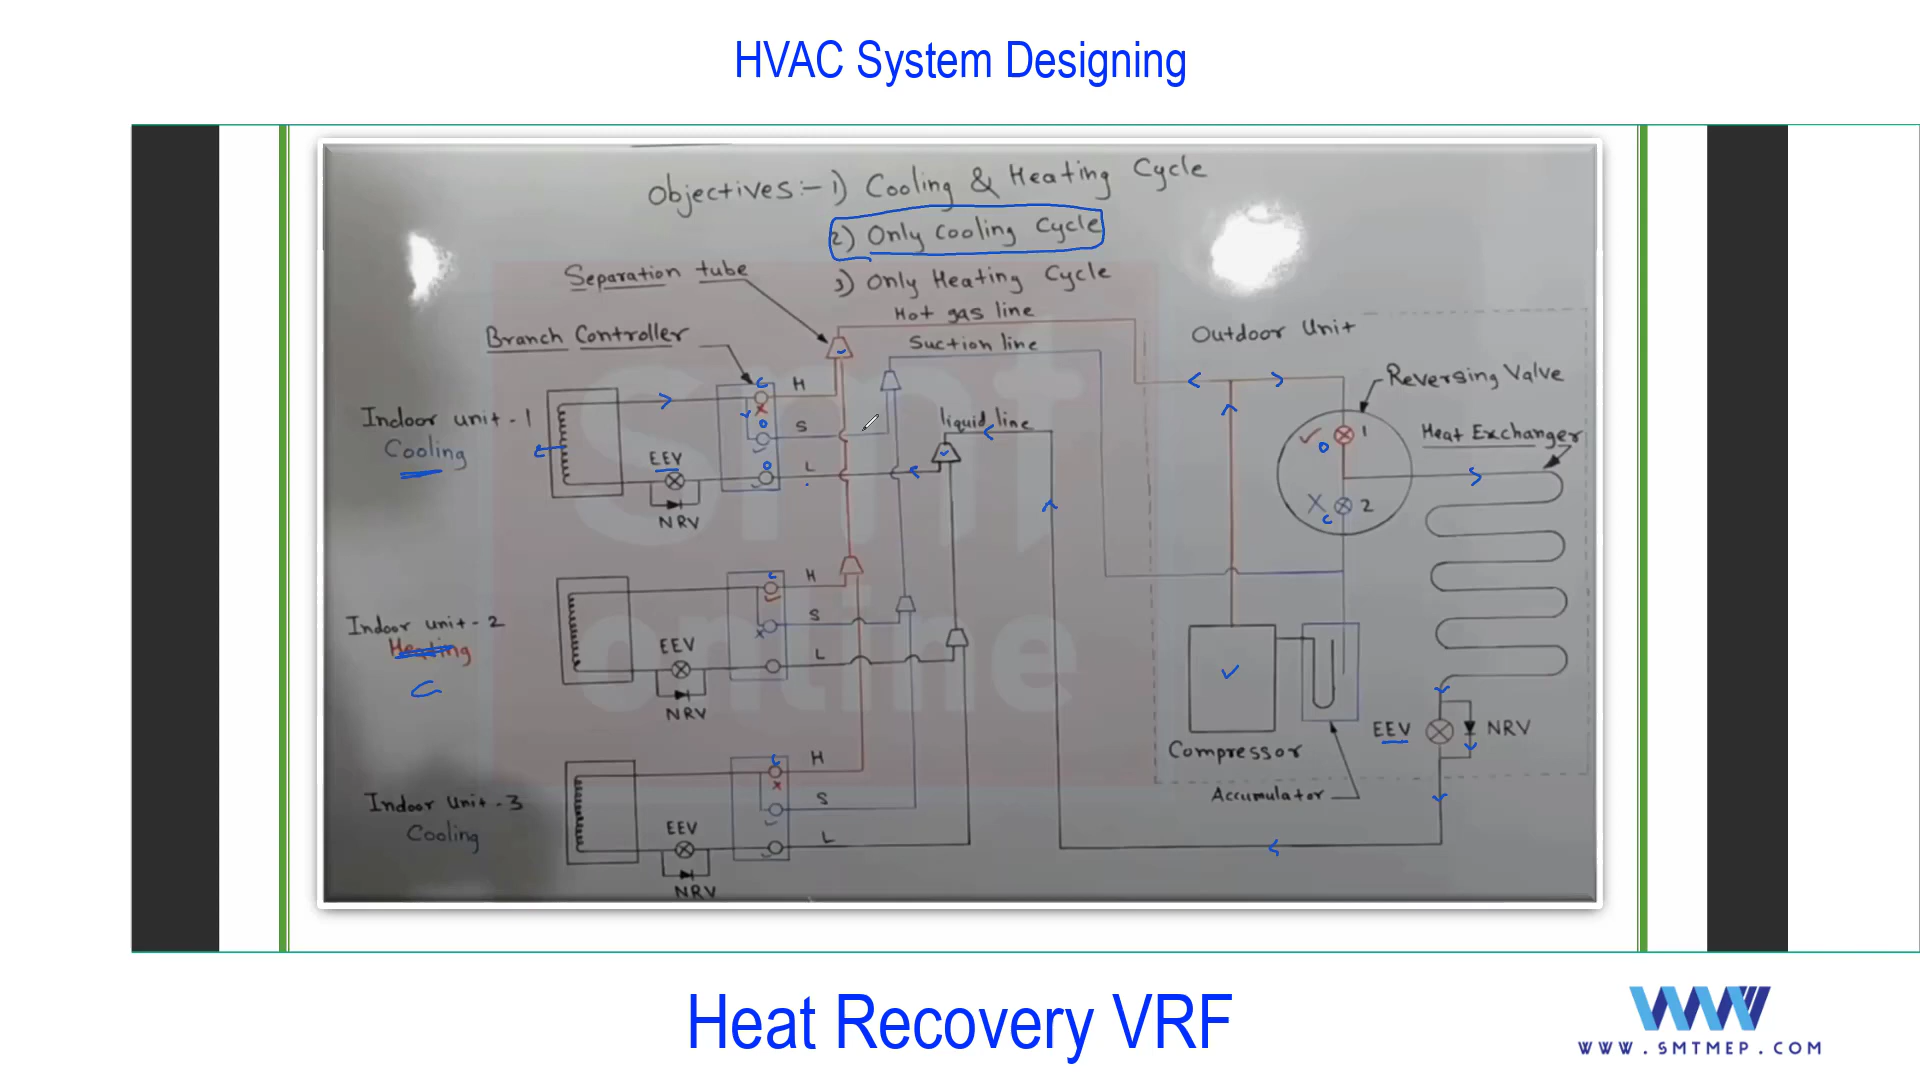 HVAC System Designing
Objectives:- 1) Cooling & Heating Cycle
2) Only Cooling Cycle
3) Only Heating Cycle
Separation tube
Hot gas line
Branch Controller
Suction line
Outdoor Unit
Reversing Valve
C
H
Indoor unit-1
Cooling
X
O
S
liquid line
1
O
Heat Exchanger
EEV
O
L
X
C
2
NRV
C
H
Indoor unit-2
Heating
C
S
X
EEV
L
NRV
EEV
NRV
Compressor
C
H
X
Indoor Unit-3
Cooling
S
Accumulator
EEV
L
NRV
smt
online
Heat Recovery VRF
WWW.SMTMEP.COM